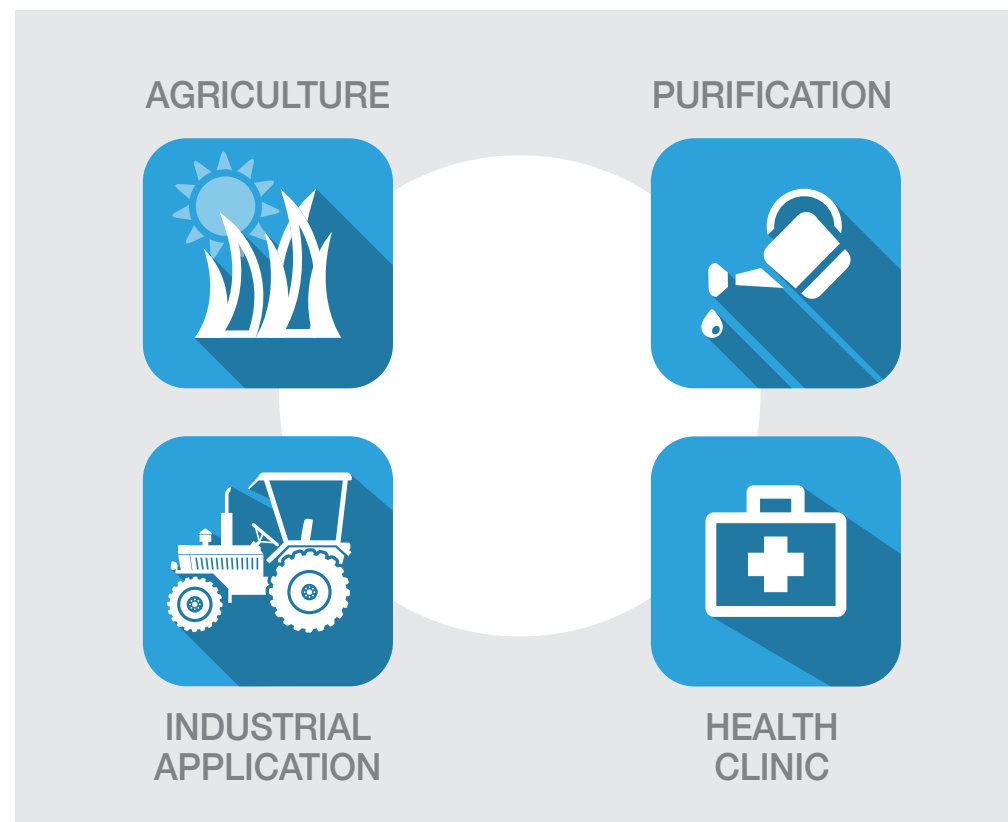 AGRICULTURE
PURIFICATION
INDUSTRIAL
APPLICATION
HEALTH
CLINIC